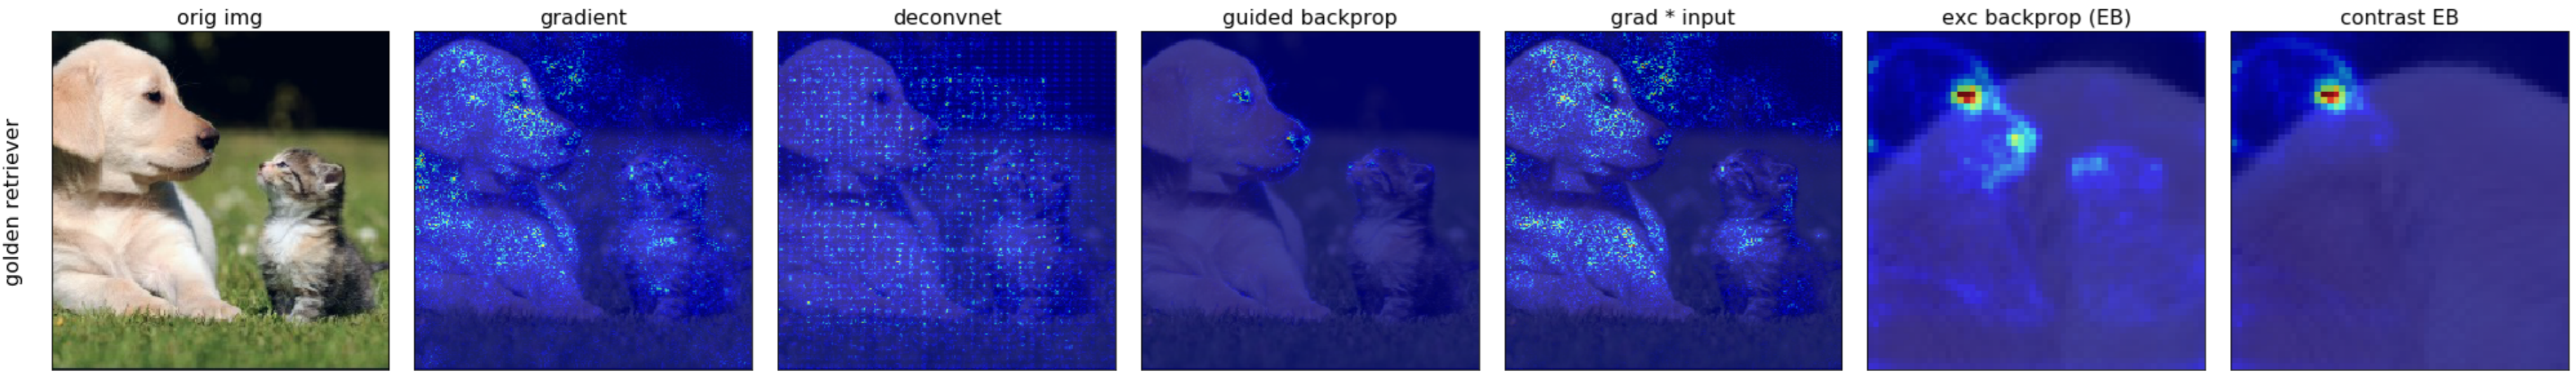 orig img
gradient
deconvnet
guided backprop
grad * input
exc backprop (EB)
contrast EB
golden retriever